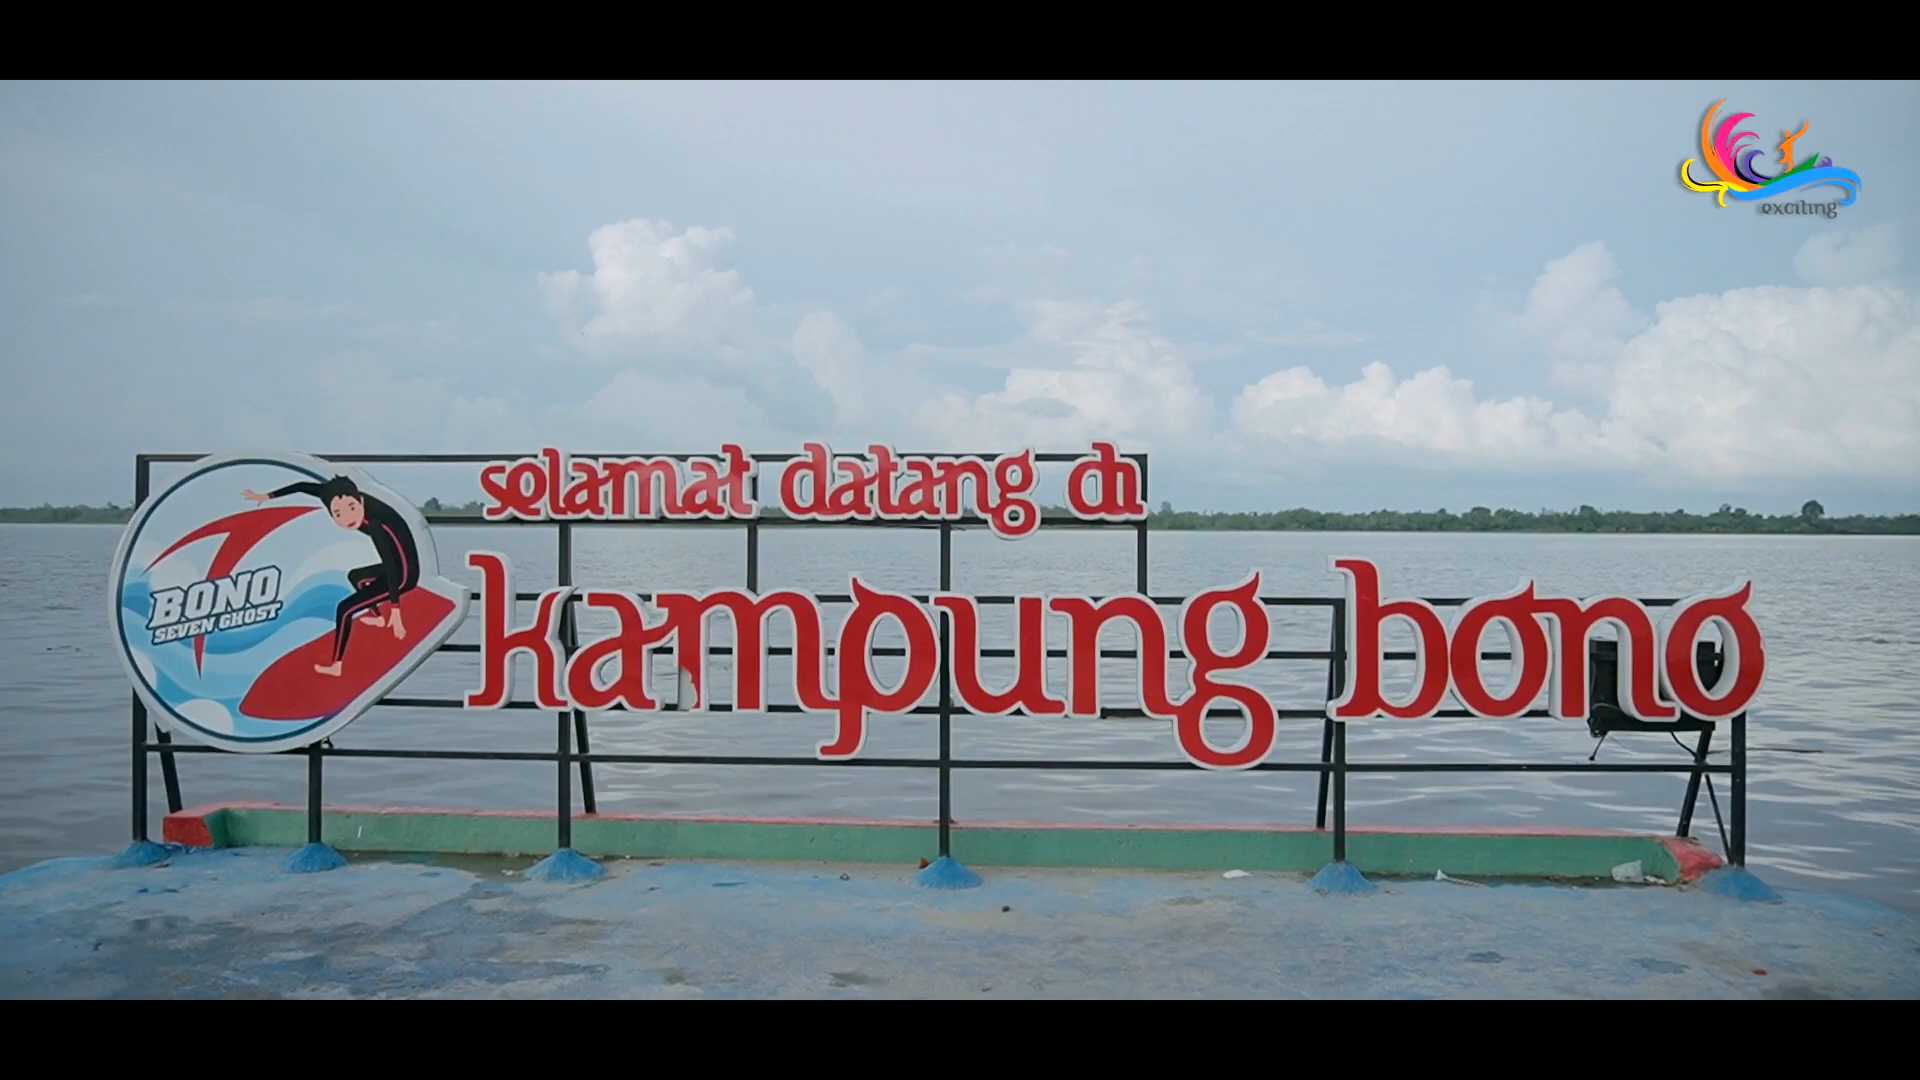 exciting
selamat datang di
kampung bono
BONO
SEVEN GHOST